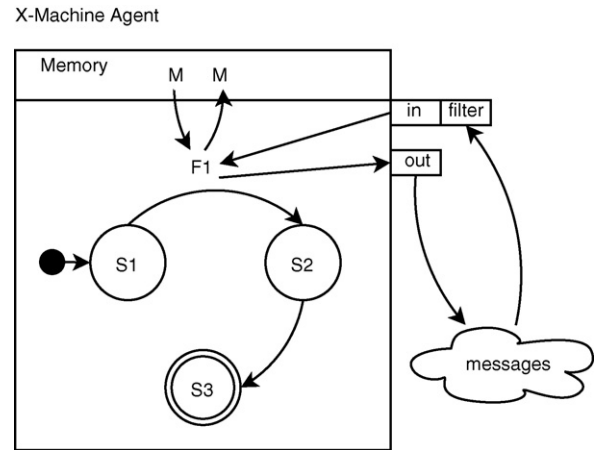 X-Machine Agent
Memory
M M
in filter
F1
out
S1
S2
messages
S3